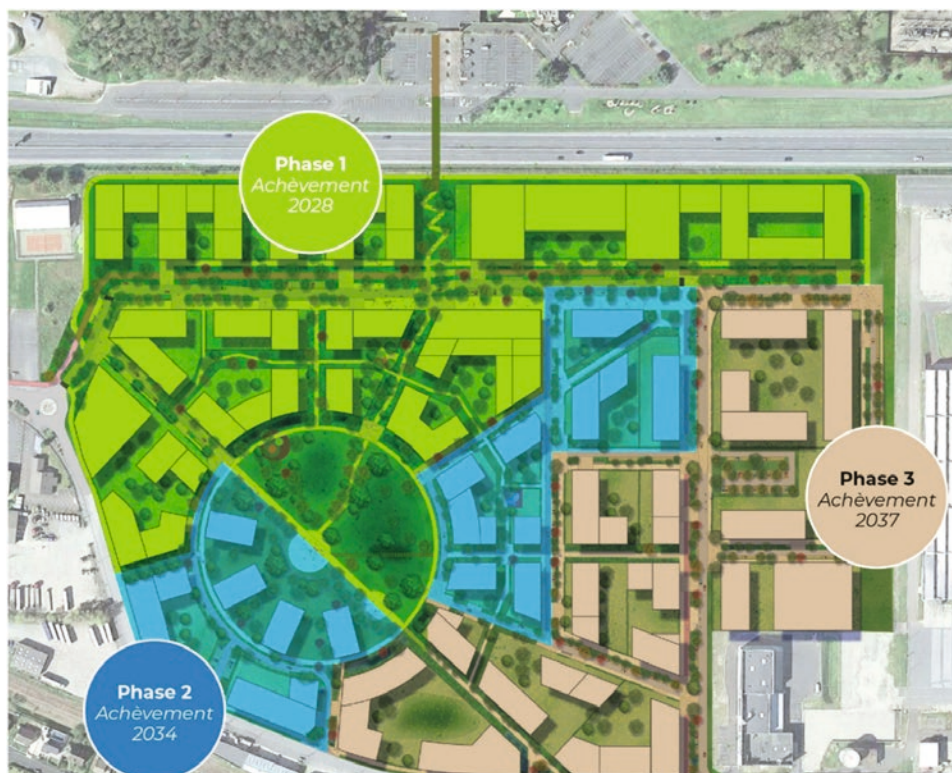 Phase 1
Achèvement
2028
Phase 3
Achèvement
2037
Phase 2
Achèvement
2034